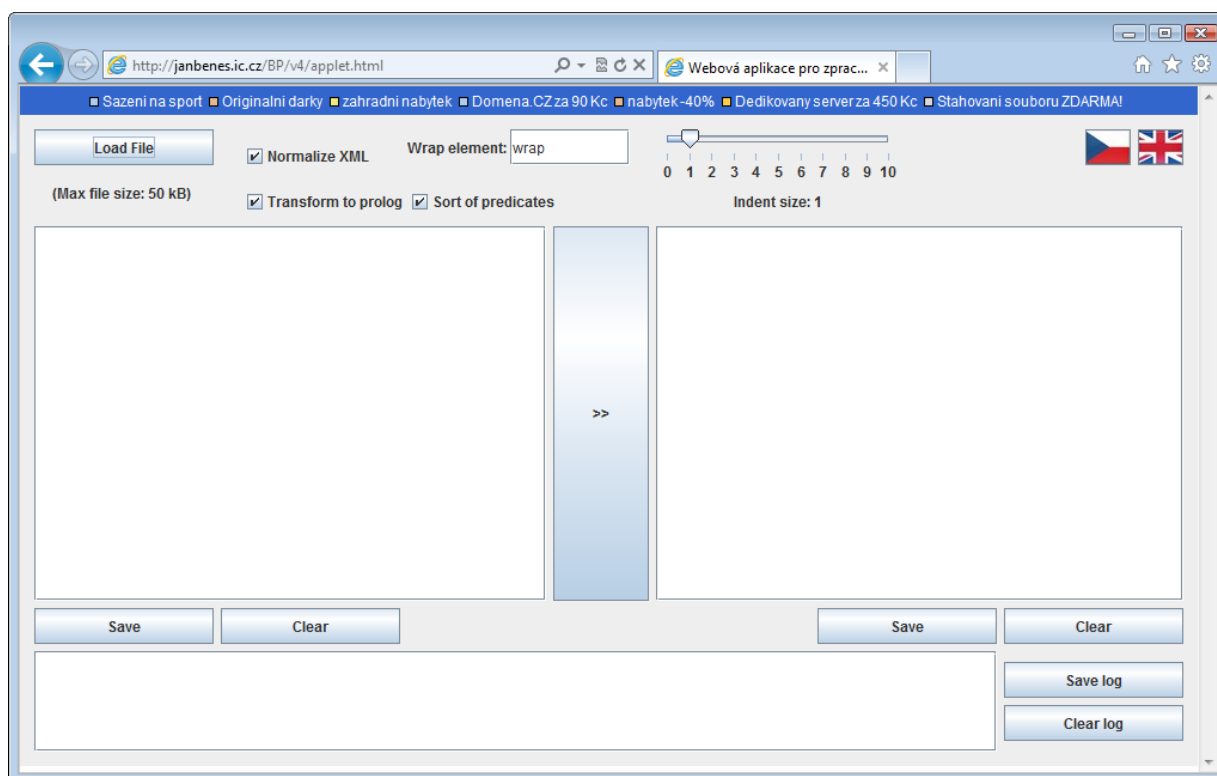 http://janbenes.ic.cz/BP/v4/applet.html
Webová aplikace pro zprac...
Sazeni na sport Originalni darky zahradni nabytek Domena.CZ za 90 Kc nabytek -40% Dedikovany server za 450 Kc Stahovani souboru ZDARMA!
Load File
Normalize XML
Wrap element: wrap
0 1 2 3 4 5 6 7 8 9 10
(Max file size: 50 kB)
Transform to prolog Sort of predicates
Indent size: 1
>>
Save Clear Save Clear
Save log
Clear log